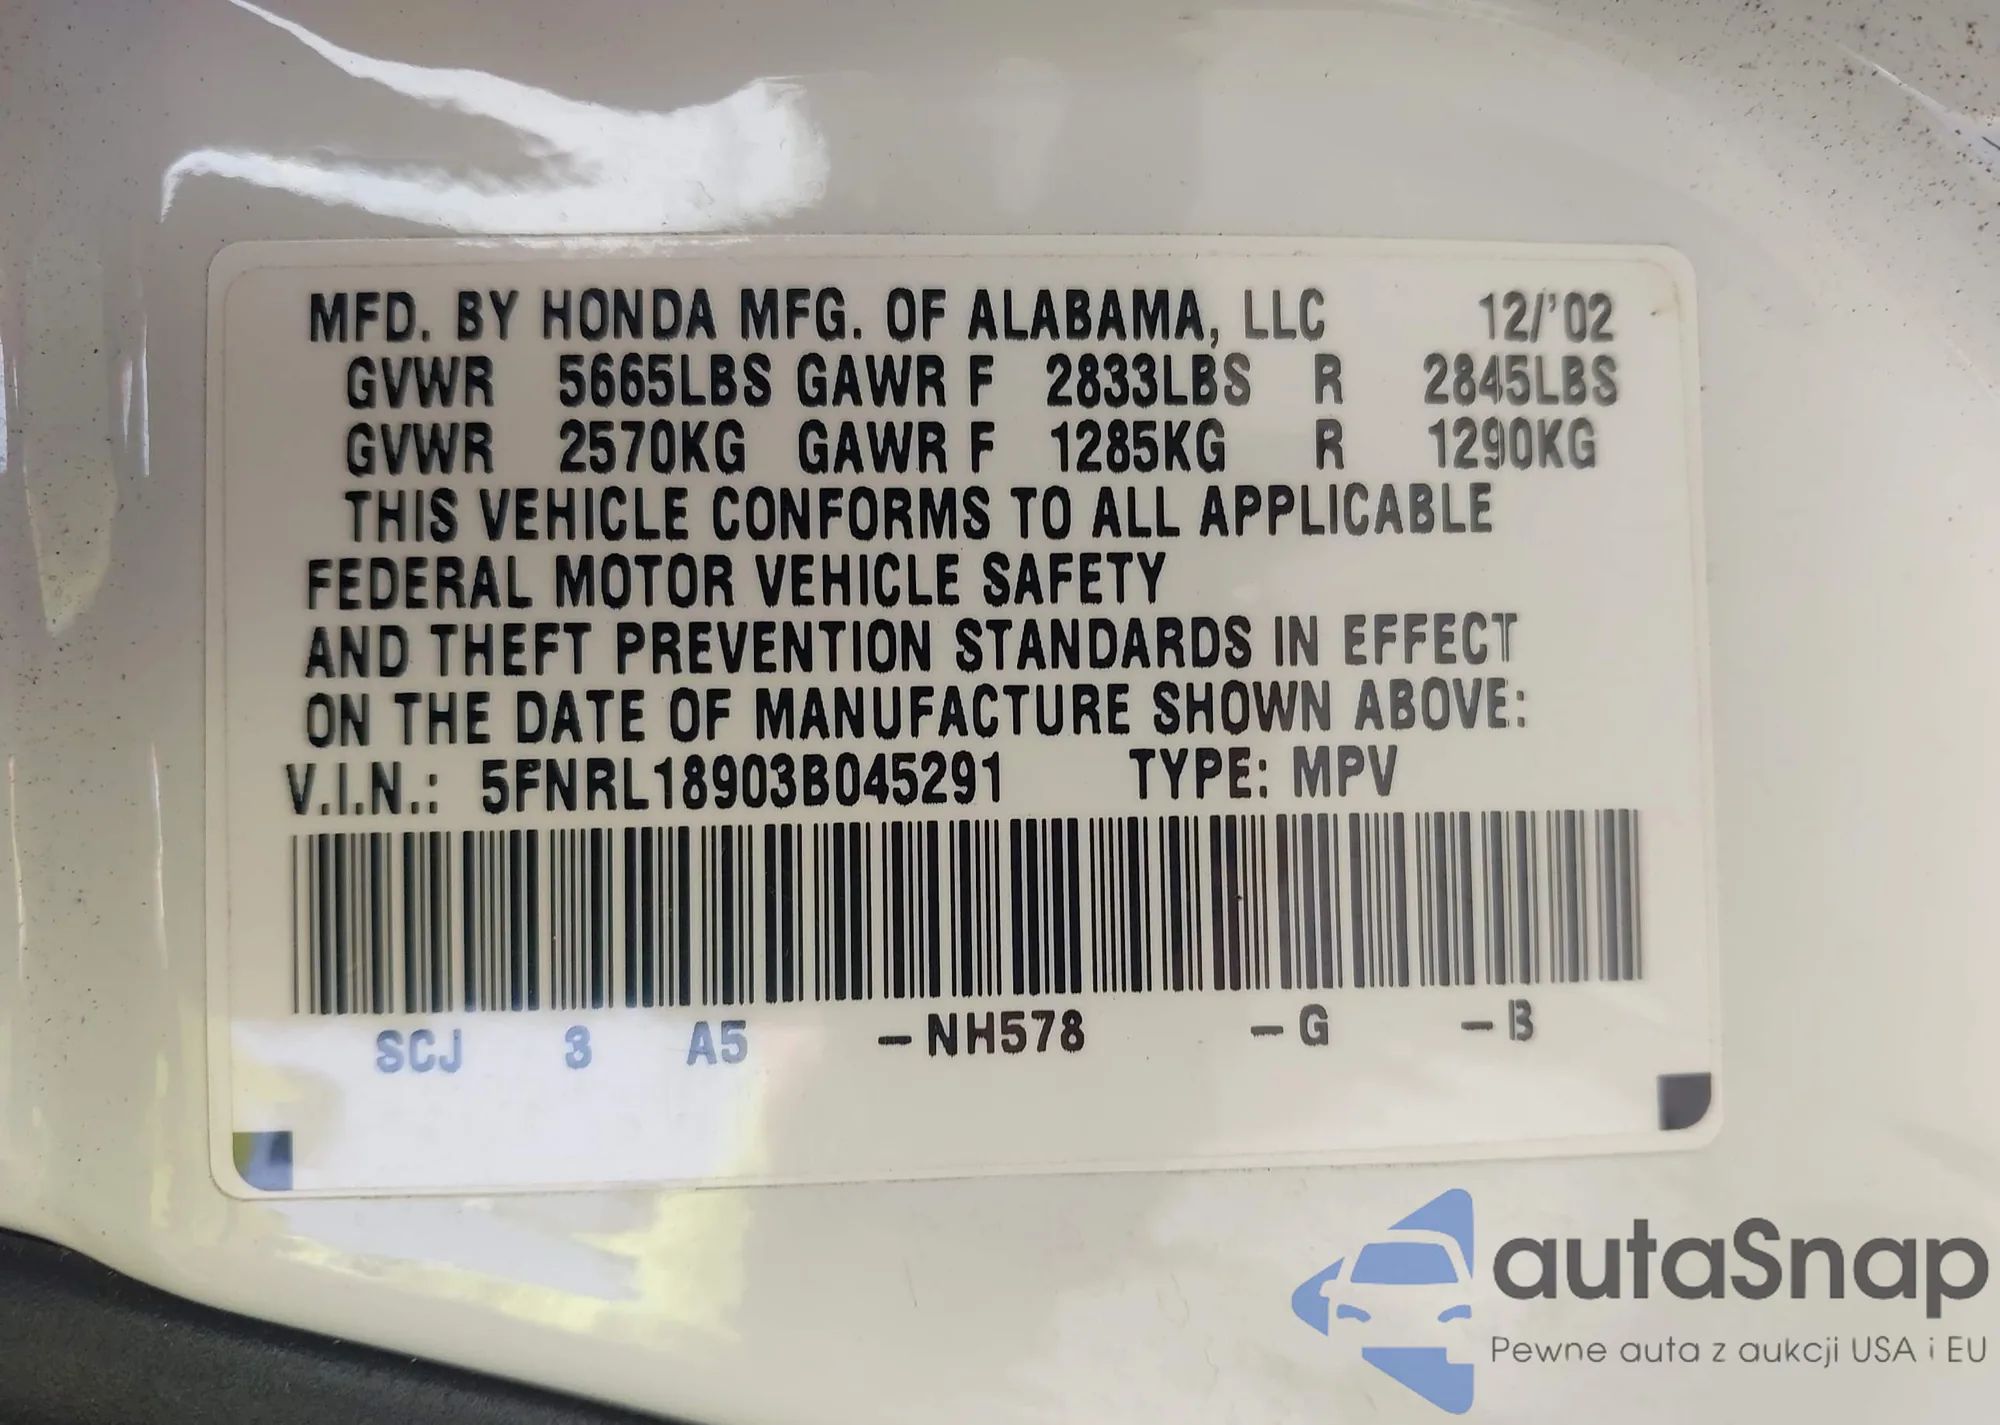 MFD. BY HONDA MFG. OF ALABAMA, LLC 12/'02
GVWR 5665LBS GAWR F 2833LBS R 2845LBS
GVWR 2570KG GAWR F 1285KG R 1290KG
THIS VEHICLE CONFORMS TO ALL APPLICABLE
FEDERAL MOTOR VEHICLE SAFETY
AND THEFT PREVENTION STANDARDS IN EFFECT
ON THE DATE OF MANUFACTURE SHOWN ABOVE:
V.I.N.: 5FNRL18903B045291 TYPE: MPV
SCJ 3 A5 -NH578 -G -B
autaSnap
Pewne auta z aukcji USA i EU